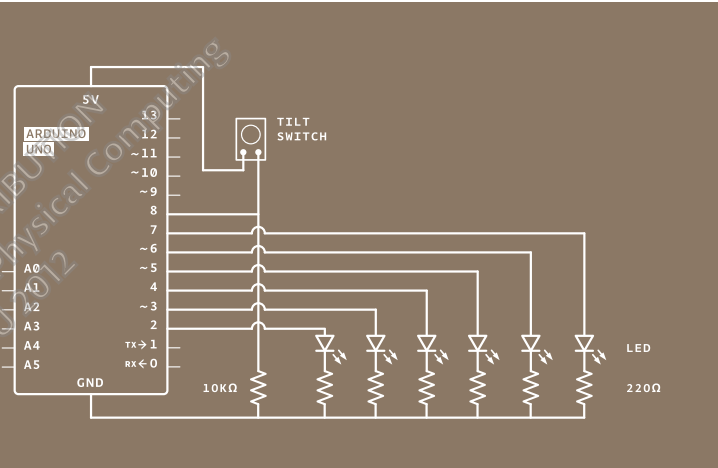 5V
ARDUINO
UNO
13
12
~11
~10
~9
8
7
~6
~5
4
~3
2
TX→1
RX←0
A0
A1
A2
A3
A4
A5
GND
TILT
SWITCH
10KΩ
LED
220Ω
Physical Computing
2012